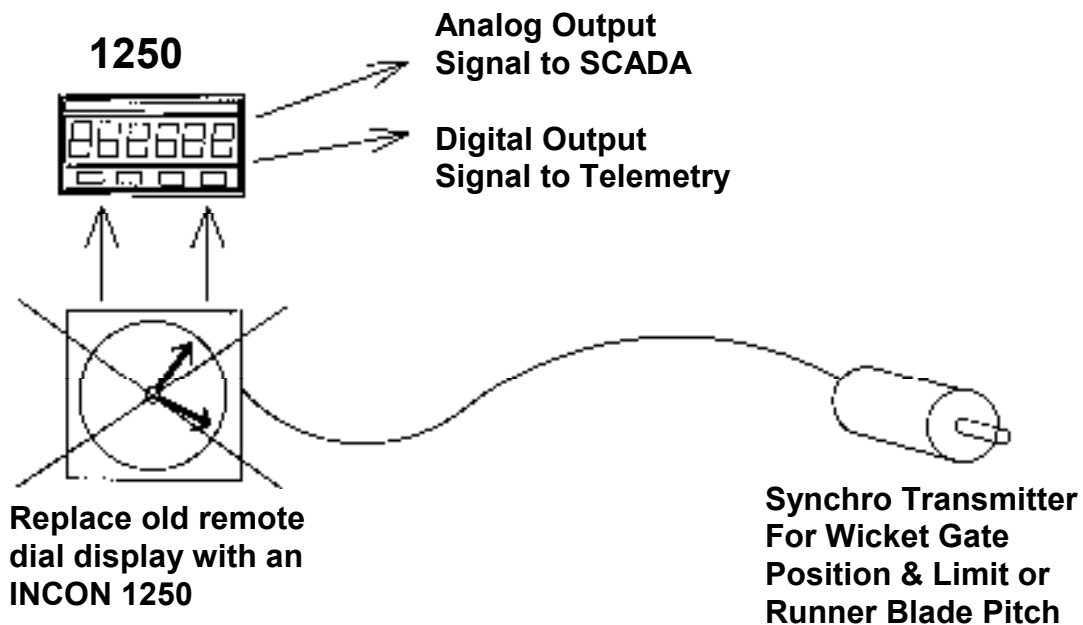 1250
Analog Output
Signal to SCADA
Digital Output
Signal to Telemetry
Replace old remote
dial display with an
INCON 1250
Synchro Transmitter
For Wicket Gate
Position & Limit or
Runner Blade Pitch